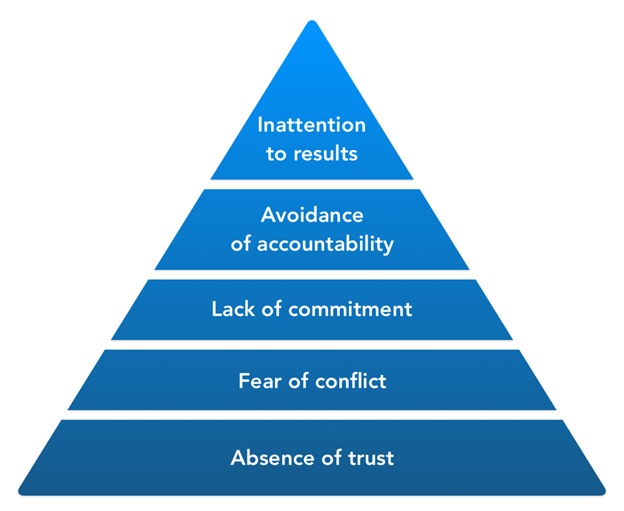 Inattention
to results
Avoidance
of accountability
Lack of commitment
Fear of conflict
Absence of trust